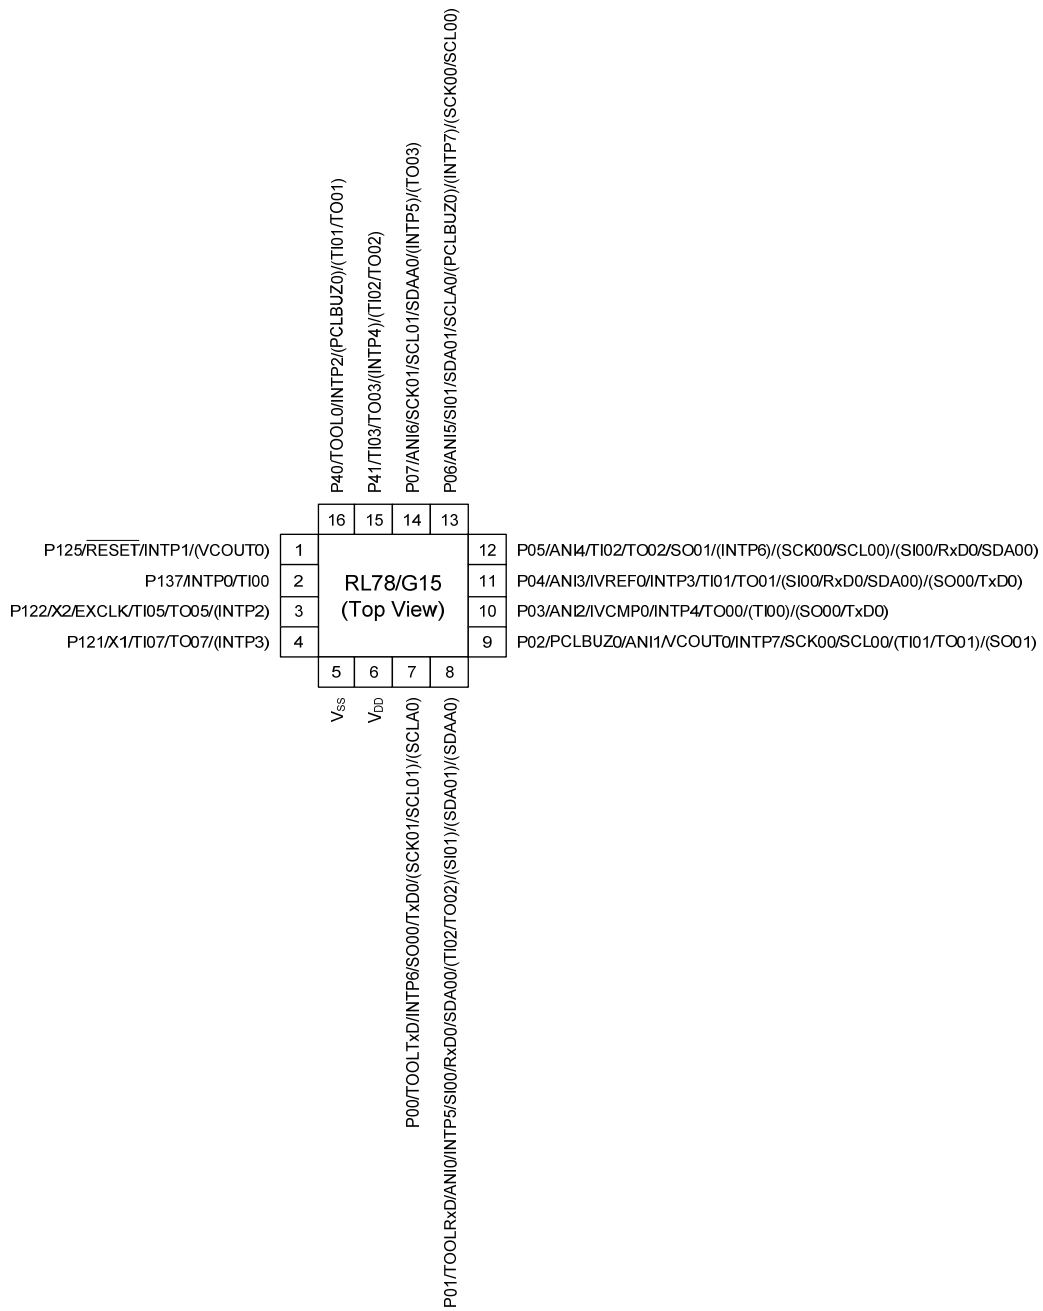 P40/TOOL0/INTP2/(PCLBUZ0)/(TI01/TO01)
P41/TI03/TO03/(INTP4)/(TI02/TO02)
P07/ANI6/SCK01/SCL01/SDAA0/(INTP5)/(TO03)
P06/ANI5/SI01/SDA01/SCLA0/(PCLBUZ0)/(INTP7)/(SCK00/SCL00)
16 15 14 13
P125/RESET/INTP1/(VCOUT0) 1
P137/INTP0/TI00 2
P122/X2/EXCLK/TI05/TO05/(INTP2) 3
P121/X1/TI07/TO07/(INTP3) 4
RL78/G15
(Top View)
12 P05/ANI4/TI02/TO02/SO01/(INTP6)/(SCK00/SCL00)/(SI00/RxD0/SDA00)
11 P04/ANI3/IVREF0/INTP3/TI01/TO01/(SI00/RxD0/SDA00)/(SO00/TxD0)
10 P03/ANI2/IVCMP0/INTP4/TO00/(TI00)/(SO00/TxD0)
9 P02/PCLBUZ0/ANI1/VCOUT0/INTP7/SCK00/SCL00/(TI01/TO01)/(SO01)
5 6 7 8
VSS
VDD
P00/TOOLTxD/INTP6/SO00/TxD0/(SCK01/SCL01)/(SCLA0)
P01/TOOLRxD/ANI0/INTP5/SI00/RxD0/SDA00/(TI02/TO02)/(SI01)/(SDA01)/(SDAA0)